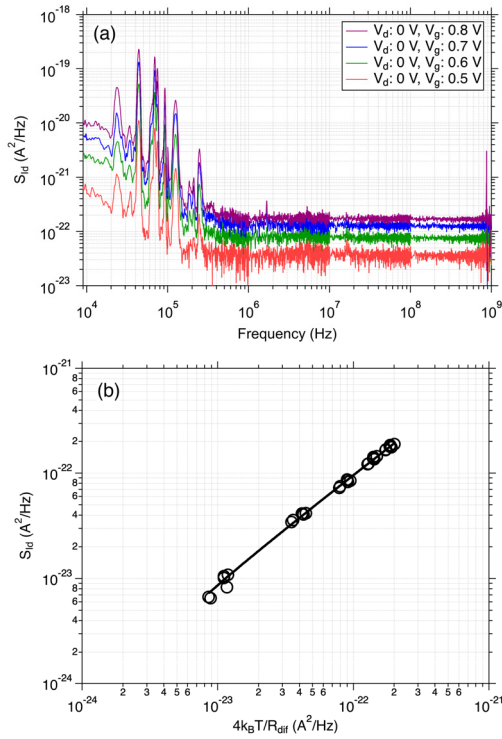 (a)
V_d: 0 V, V_g: 0.8 V
V_d: 0 V, V_g: 0.7 V
V_d: 0 V, V_g: 0.6 V
V_d: 0 V, V_g: 0.5 V
10^-18
10^-19
10^-20
10^-21
10^-22
10^-23
S_Id (A^2/Hz)
10^4 10^5 10^6 10^7 10^8 10^9
Frequency (Hz)
(b)
10^-21
8
6
4
2
10^-22
8
6
4
2
10^-23
8
6
4
2
10^-24
S_Id (A^2/Hz)
10^-24 2 3 4 5 6 10^-23 2 3 4 5 6 10^-22 2 3 4 5 6 10^-21
4k_BT/R_dif (A^2/Hz)